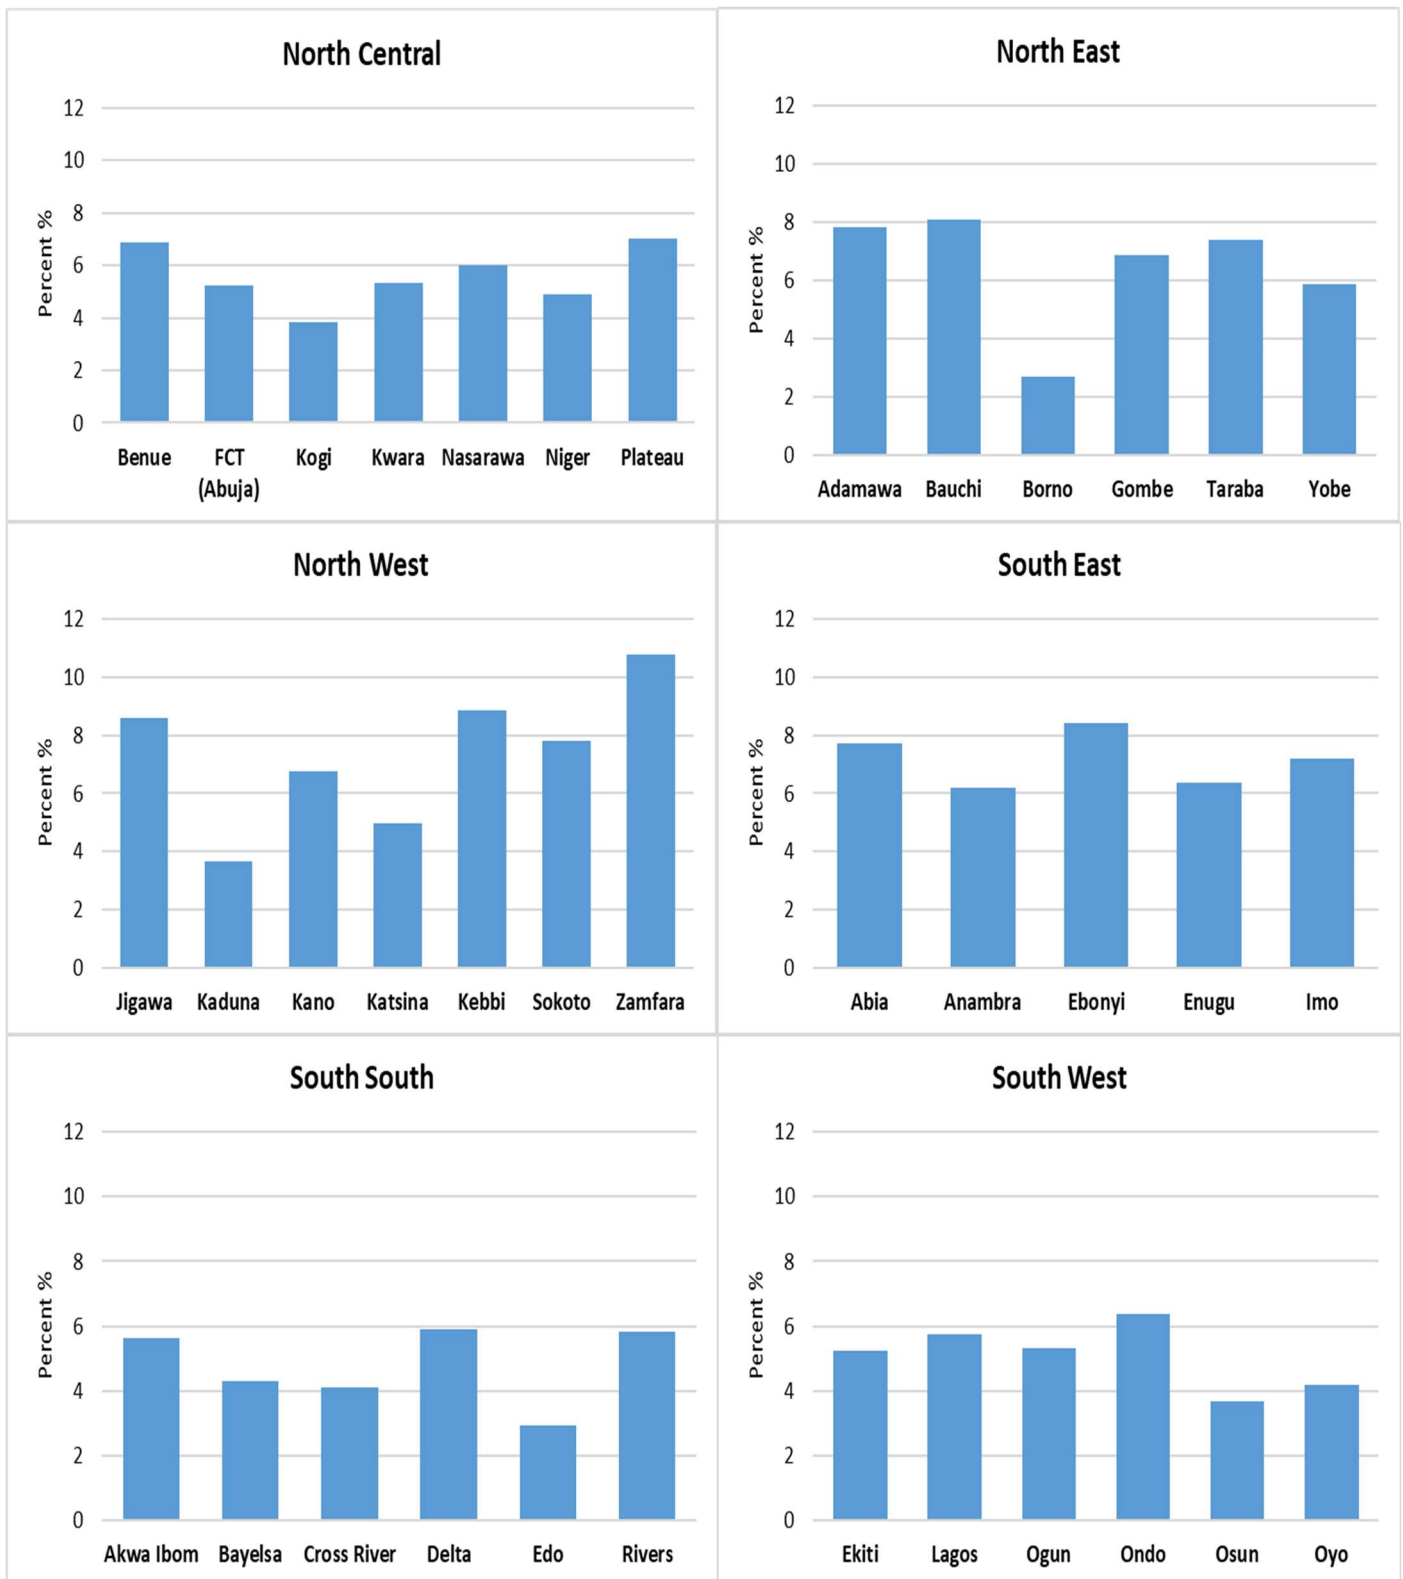 North Central
12
10
8
6
4
2
0
Percent %
Benue FCT Kogi Kwara Nasarawa Niger Plateau
(Abuja)
North East
12
10
8
6
4
2
0
Percent %
Adamawa Bauchi Borno Gombe Taraba Yobe
North West
12
10
8
6
4
2
0
Percent %
Jigawa Kaduna Kano Katsina Kebbi Sokoto Zamfara
South East
12
10
8
6
4
2
0
Percent %
Abia Anambra Ebonyi Enugu Imo
South South
12
10
8
6
4
2
0
Percent %
Akwa Ibom Bayelsa Cross River Delta Edo Rivers
South West
12
10
8
6
4
2
0
Percent %
Ekiti Lagos Ogun Ondo Osun Oyo